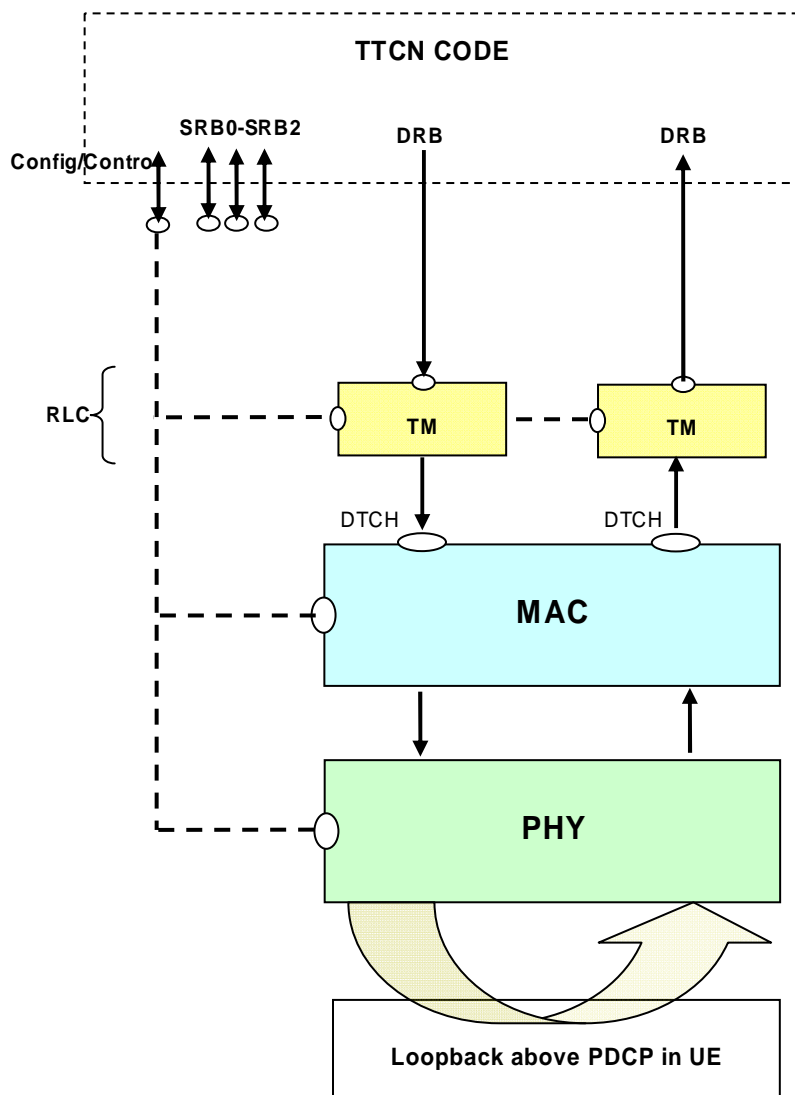 TTCN CODE
SRB0-SRB2
DRB
DRB
Config/Contro
RLC
TM
TM
DTCH
DTCH
MAC
PHY
Loopback above PDCP in UE